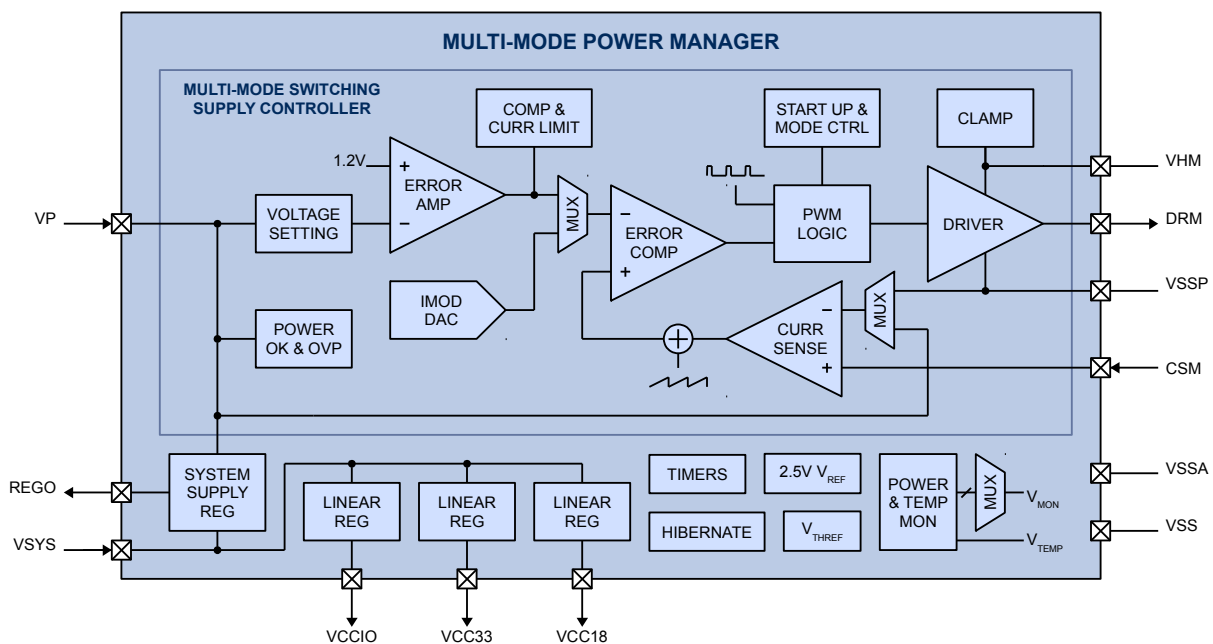 MULTI-MODE POWER MANAGER
MULTI-MODE SWITCHING
SUPPLY CONTROLLER
COMP &
CURR LIMIT
START UP &
MODE CTRL
CLAMP
1.2V
+
ERROR
AMP
−
VHM
VP
VOLTAGE
SETTING
MUX
−
ERROR
COMP
+
PWM
LOGIC
DRIVER
DRM
IMOD
DAC
VSSP
MUX
POWER
OK & OVP
−
CURR
SENSE
+
CSM
REGO
SYSTEM
SUPPLY
REG
VSYS
LINEAR
REG
LINEAR
REG
LINEAR
REG
TIMERS
2.5V VREF
HIBERNATE
VTHREF
POWER
& TEMP
MON
MUX
VMON
VTEMP
VSSA
VSS
VCCIO
VCC33
VCC18